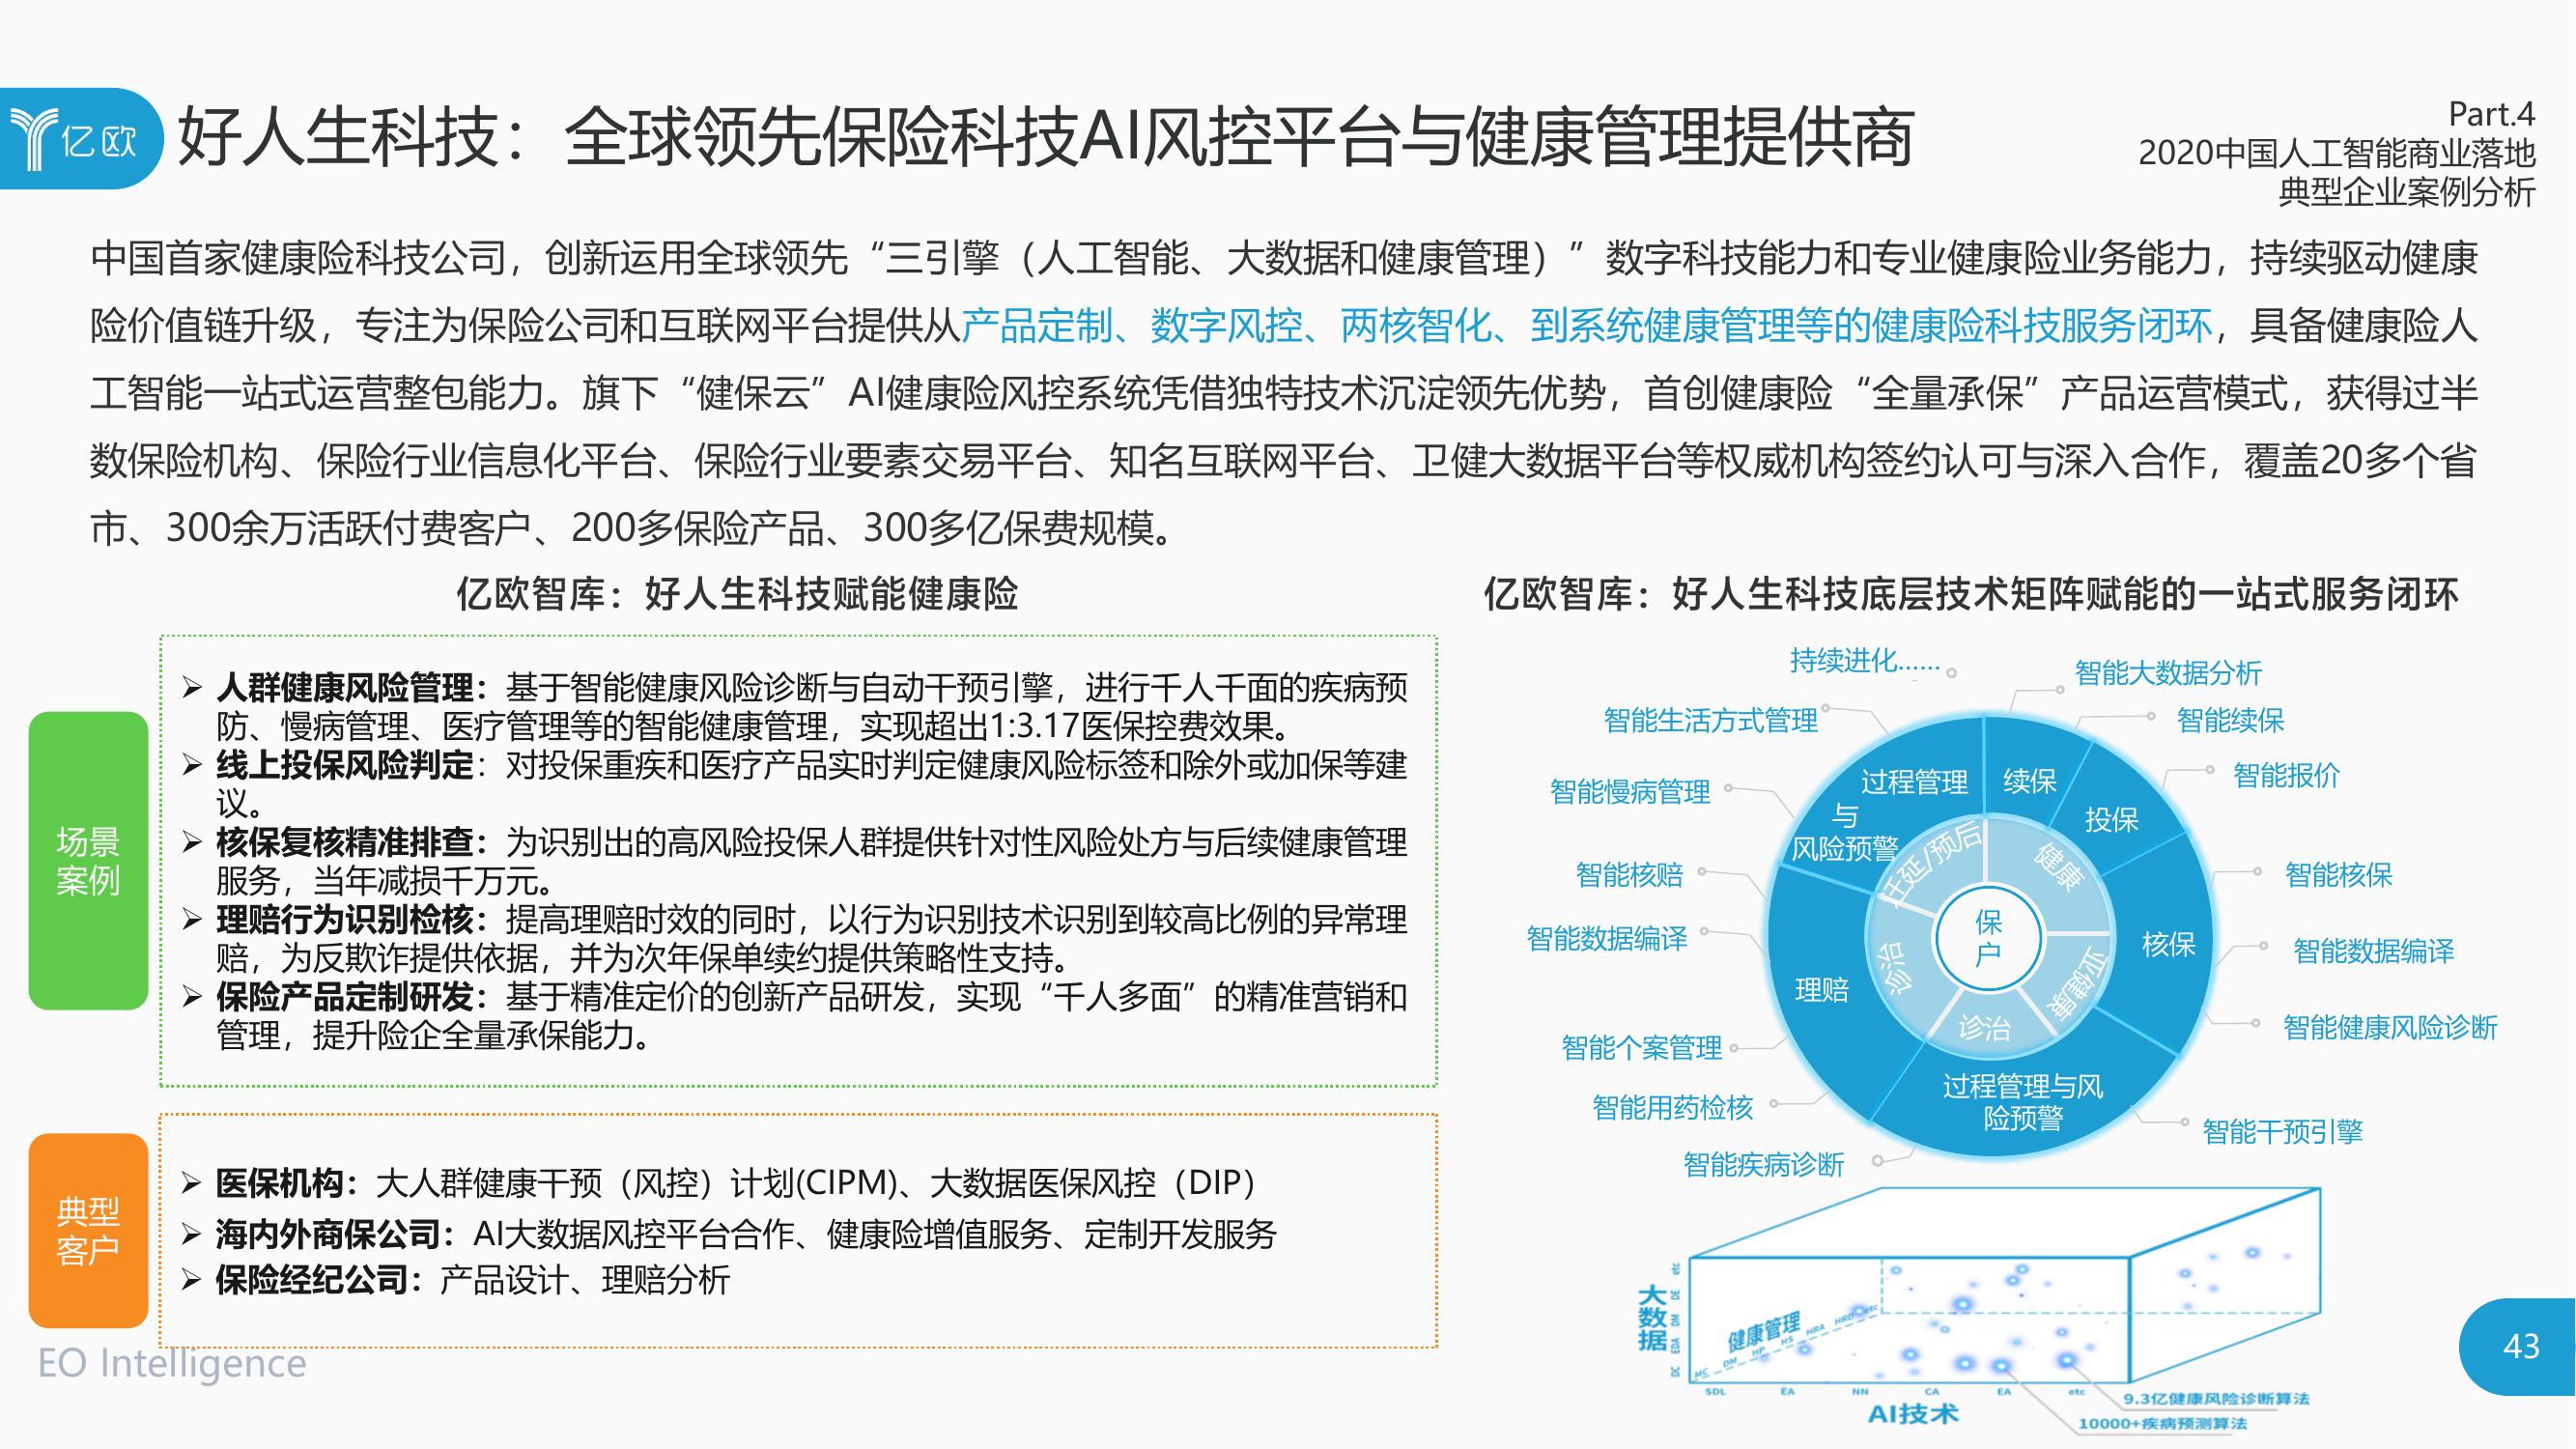 亿欧
好人生科技：全球领先保险科技AI风控平台与健康管理提供商
Part.4
2020中国人工智能商业落地
典型企业案例分析
中国首家健康险科技公司，创新运用全球领先“三引擎（人工智能、大数据和健康管理）”数字科技能力和专业健康险业务能力，持续驱动健康
险价值链升级，专注为保险公司和互联网平台提供从产品定制、数字风控、两核智化、到系统健康管理等的健康险科技服务闭环，具备健康险人
工智能一站式运营整包能力。旗下“健保云”AI健康险风控系统凭借独特技术沉淀领先优势，首创健康险“全量承保”产品运营模式，获得过半
数保险机构、保险行业信息化平台、保险行业要素交易平台、知名互联网平台、卫健大数据平台等权威机构签约认可与深入合作，覆盖20多个省
市、300余万活跃付费客户、200多保险产品、300多亿保费规模。
亿欧智库：好人生科技赋能健康险
场景
案例
➢ 人群健康风险管理：基于智能健康风险诊断与自动干预引擎，进行千人千面的疾病预
防、慢病管理、医疗管理等的智能健康管理，实现超出1:3.17医保控费效果。
➢ 线上投保风险判定：对投保重疾和医疗产品实时判定健康风险标签和除外或加保等建
议。
➢ 核保复核精准排查：为识别出的高风险投保人群提供针对性风险处方与后续健康管理
服务，当年减损千万元。
➢ 理赔行为识别检核：提高理赔时效的同时，以行为识别技术识别到较高比例的异常理
赔，为反欺诈提供依据，并为次年保单续约提供策略性支持。
➢ 保险产品定制研发：基于精准定价的创新产品研发，实现“千人多面”的精准营销和
管理，提升险企全量承保能力。
典型
客户
➢ 医保机构：大人群健康干预（风控）计划(CIPM)、大数据医保风控（DIP）
➢ 海内外商保公司：AI大数据风控平台合作、健康险增值服务、定制开发服务
➢ 保险经纪公司：产品设计、理赔分析
亿欧智库：好人生科技底层技术矩阵赋能的一站式服务闭环
持续进化……
智能大数据分析
智能生活方式管理
智能续保
智能慢病管理
智能报价
智能核赔
智能核保
智能数据编译
智能数据编译
智能个案管理
智能健康风险诊断
智能用药检核
智能干预引擎
智能疾病诊断
过程管理
与
风险预警
续保
投保
核保
过程管理与风
险预警
理赔
迁延/预后
健康
亚健康
诊治
诊治
保
户
大数据
etc
DE
DM
EDA
DC
健康管理
MC
DM
HP
HS
HRA
HRD
etc
SDL
EA
NN
CA
EA
etc
AI技术
9.3亿健康风险诊断算法
10000+疾病预测算法
EO Intelligence
43